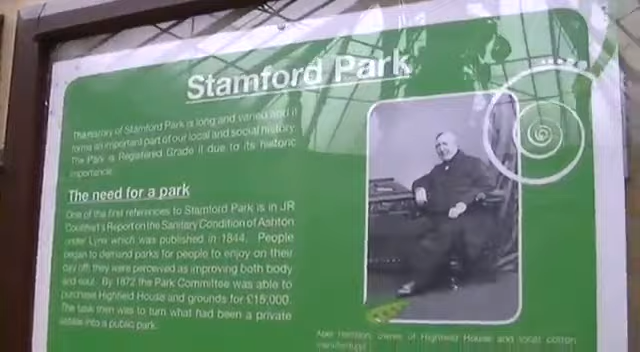 Stamford Park
The history of Stamford Park is long and varied and it
forms an important part of our local and social history.
The Park is Registered Grade II due to its historic
importance.
The need for a park
One of the first references to Stamford Park is in JR
Report on the Sanitary Condition of Ashton
under Lyne which was published in 1844. People
began to demand parks for people to enjoy on their
day off; they were perceived as improving both body
and soul. By 1872 the Park Committee was able to
purchase Highfield House and grounds for £15,000.
The task then was to turn what had been a private
estate into a public park.
Abel Harrison, owner of Highfield House and local cotton
manufacturer